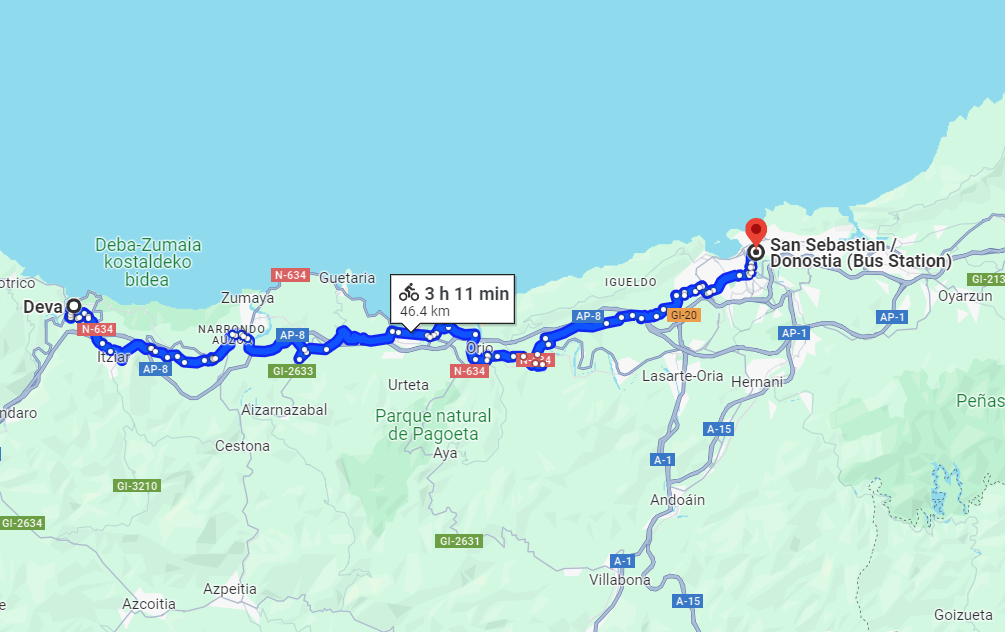 Deba-Zumaia
kostaldeko
bidea
Deva
N-634
Itziar
AP-8
N-634
Guetaria
Zumaya
NARRONDO
AP-8
GI-2633
3 h 11 min
46.4 km
Orio
N-634
Urteta
Parque natural
de Pagoeta
Aya
Aizarnazabal
Cestona
GI-3210
GI-2634
GI-2631
Azpeitia
Azcoitia
IGUELDO
AP-8
GI-20
San Sebastian /
Donostia (Bus Station)
GI-213
Oyarzun
AP-1
AP-1
Lasarte-Oria
Hernani
A-15
A-1
Andoáin
A-1
Villabona
A-15
Peñas
Goizueta
otrico
ndaro